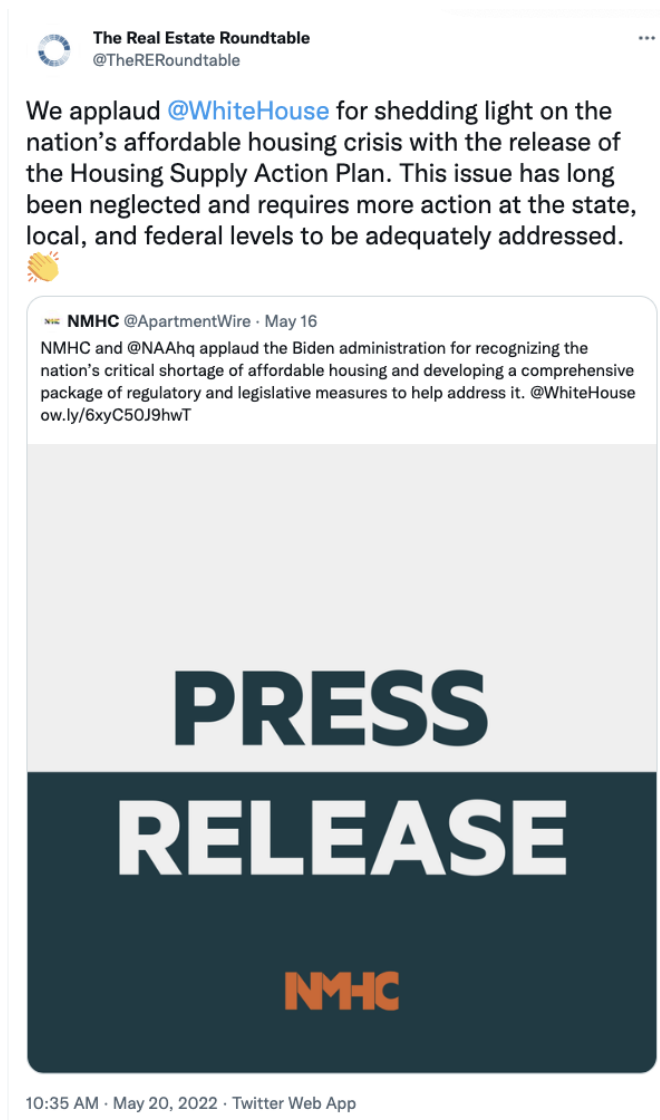 The Real Estate Roundtable
@TheRERoundtable
We applaud @WhiteHouse for shedding light on the
nation’s affordable housing crisis with the release of
the Housing Supply Action Plan. This issue has long
been neglected and requires more action at the state,
local, and federal levels to be adequately addressed.
👏
NMHC @ApartmentWire · May 16
NMHC and @NAAhq applaud the Biden administration for recognizing the
nation’s critical shortage of affordable housing and developing a comprehensive
package of regulatory and legislative measures to help address it. @WhiteHouse
ow.ly/6xyC50J9hwT
PRESS
RELEASE
NMHC
10:35 AM · May 20, 2022 · Twitter Web App